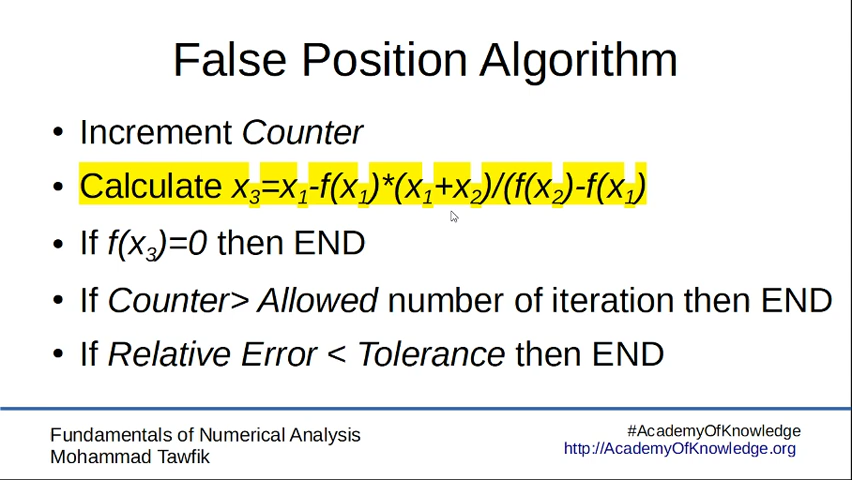 False Position Algorithm
• Increment Counter
• Calculate x₃=x₁-f(x₁)*(x₁+x₂)/(f(x₂)-f(x₁)
• If f(x₃)=0 then END
• If Counter> Allowed number of iteration then END
• If Relative Error < Tolerance then END
Fundamentals of Numerical Analysis
Mohammad Tawfik
#AcademyOfKnowledge
http://AcademyOfKnowledge.org